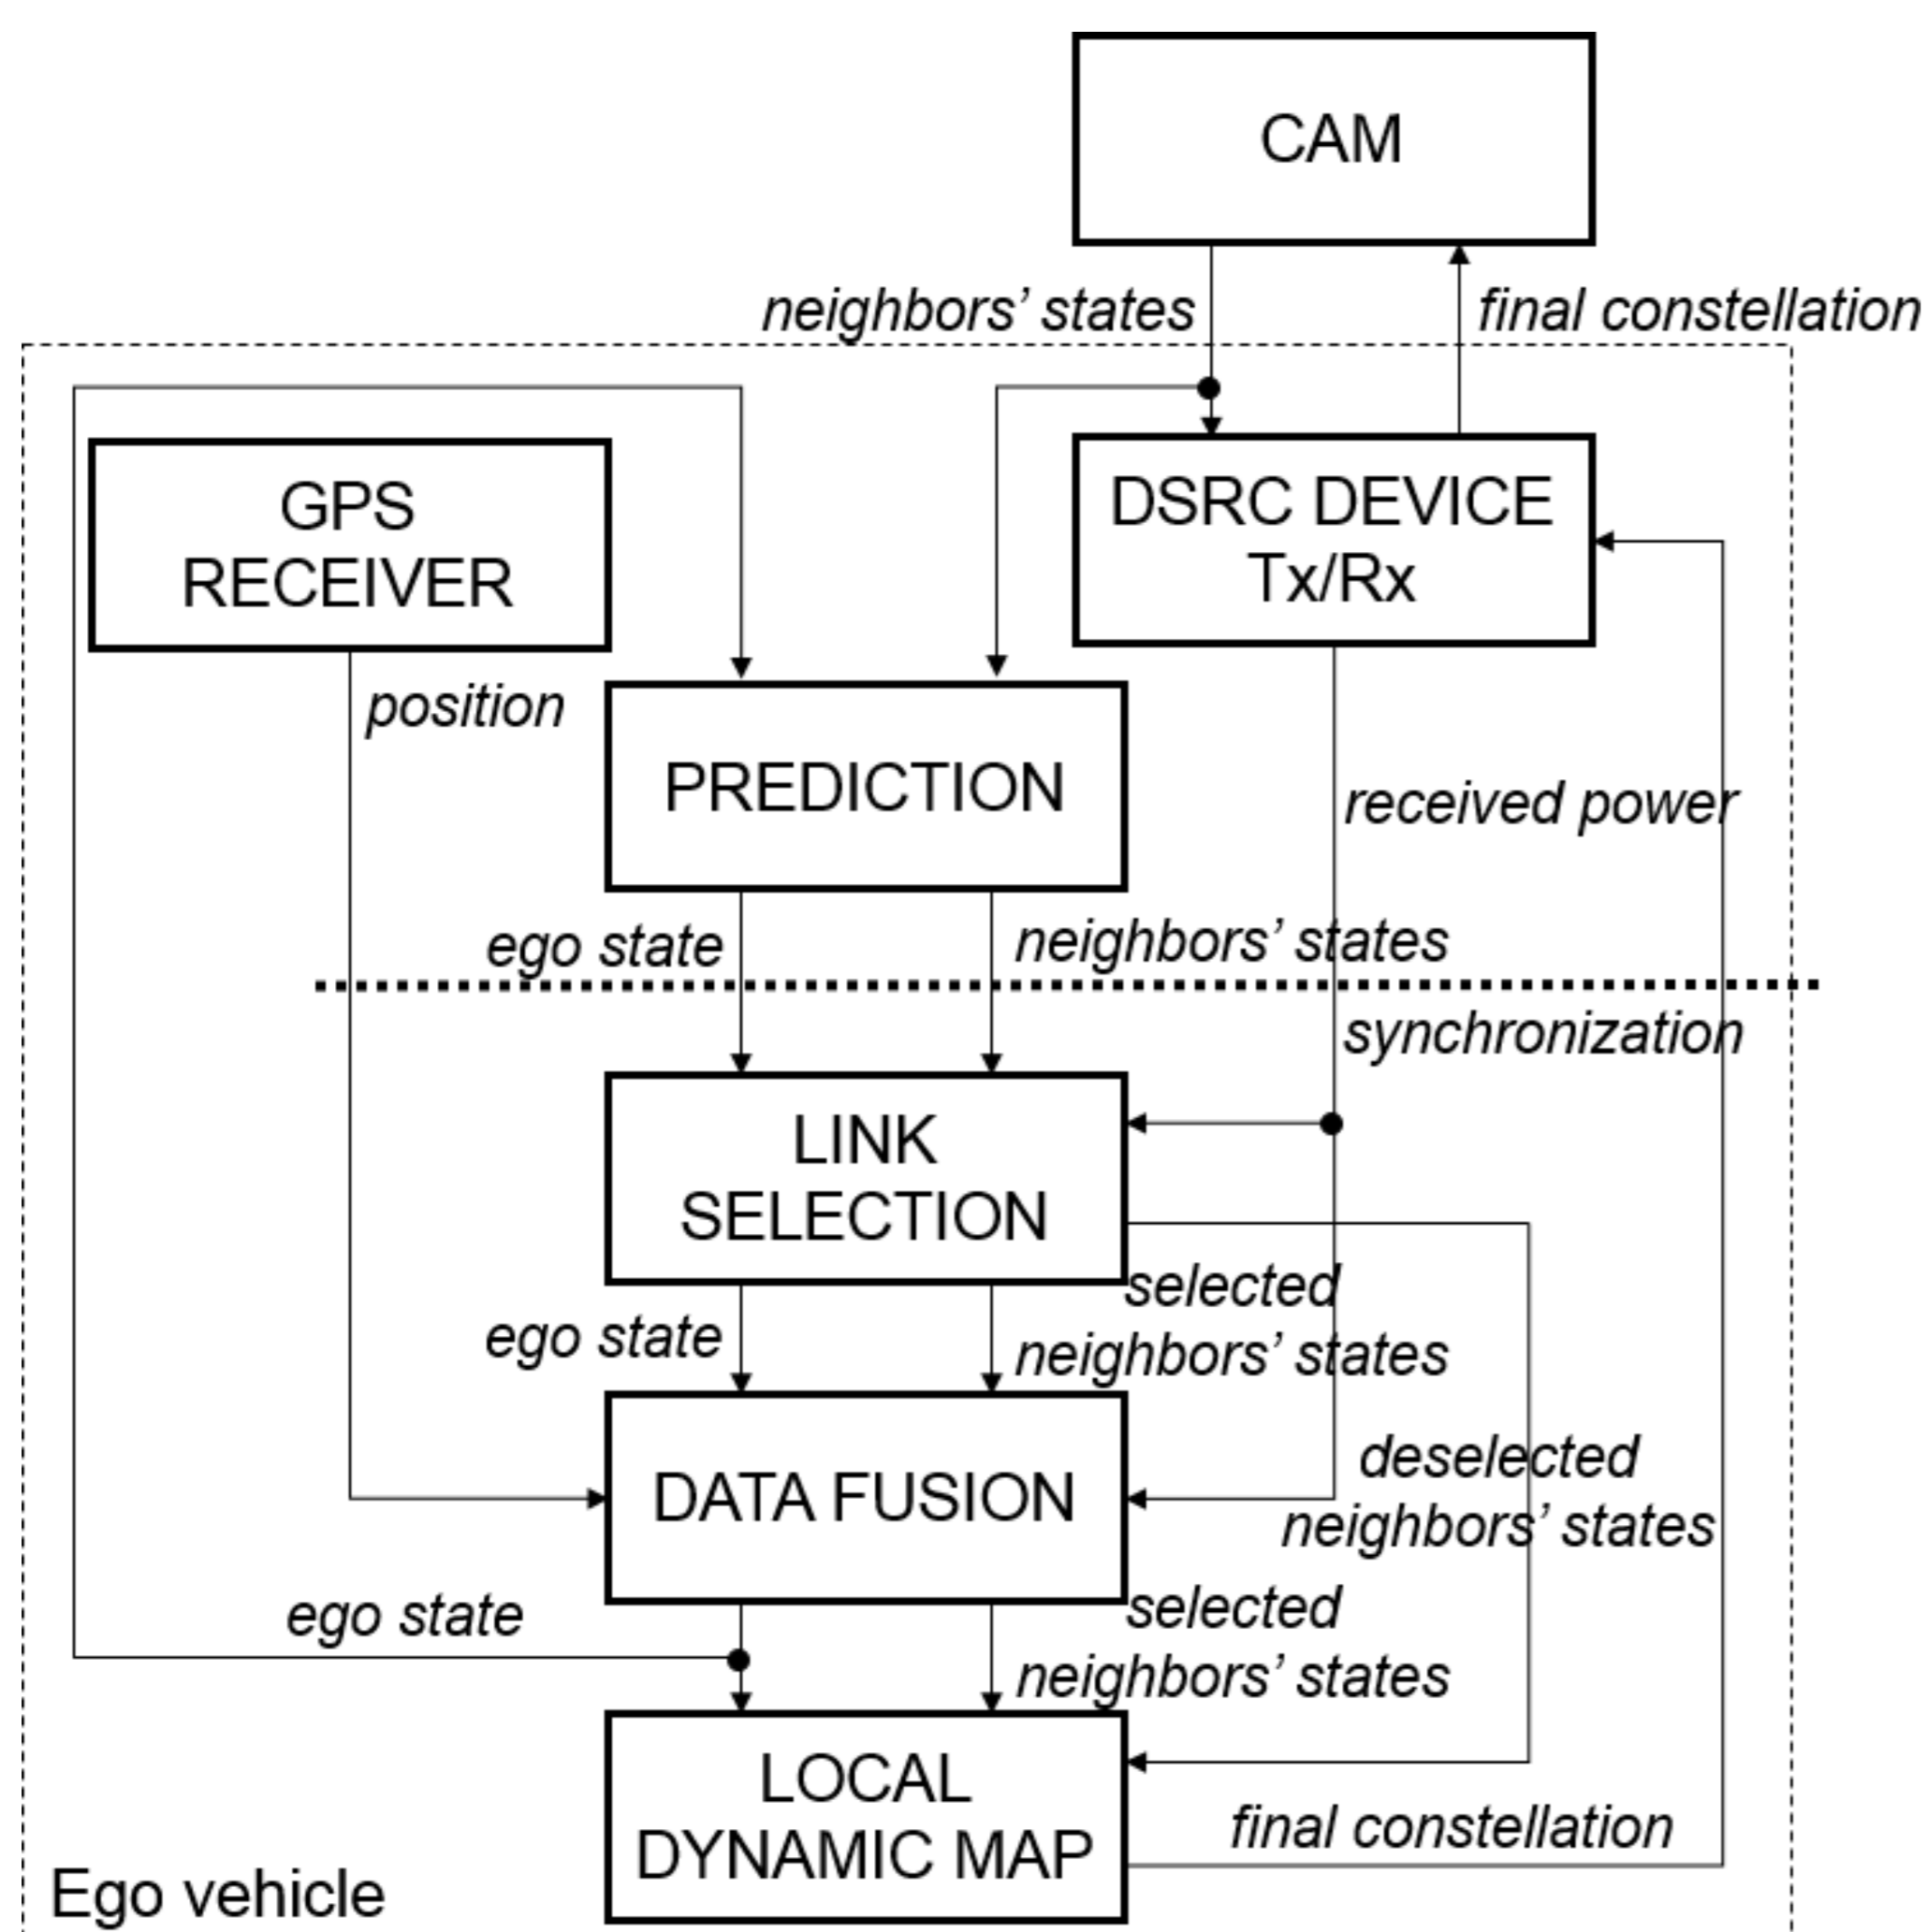 CAM
neighbors’ states
final constellation
GPS
RECEIVER
DSRC DEVICE
Tx/Rx
position
PREDICTION
received power
ego state
neighbors’ states
synchronization
LINK
SELECTION
selected
neighbors’ states
ego state
DATA FUSION
deselected
neighbors’ states
ego state
selected
neighbors’ states
LOCAL
DYNAMIC MAP
final constellation
Ego vehicle